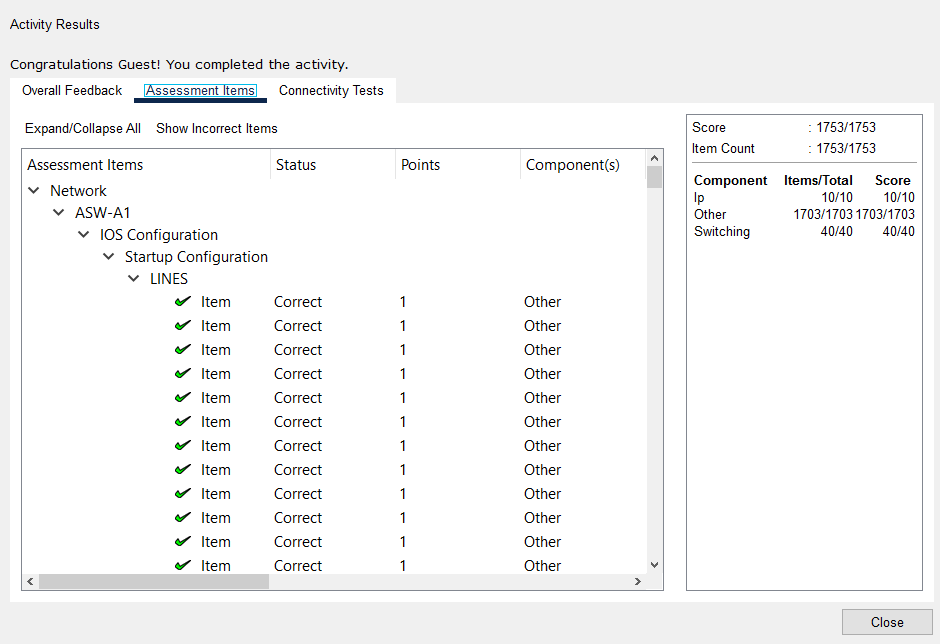 Activity Results
Congratulations Guest! You completed the activity.
Overall Feedback Assessment Items Connectivity Tests
Expand/Collapse All Show Incorrect Items
Assessment Items Status Points Component(s)
Network
ASW-A1
IOS Configuration
Startup Configuration
LINES
Item Correct 1 Other
Item Correct 1 Other
Item Correct 1 Other
Item Correct 1 Other
Item Correct 1 Other
Item Correct 1 Other
Item Correct 1 Other
Item Correct 1 Other
Item Correct 1 Other
Item Correct 1 Other
Item Correct 1 Other
Item Correct 1 Other
Score : 1753/1753
Item Count : 1753/1753
Component Items/Total Score
Ip 10/10 10/10
Other 1703/1703 1703/1703
Switching 40/40 40/40
Close